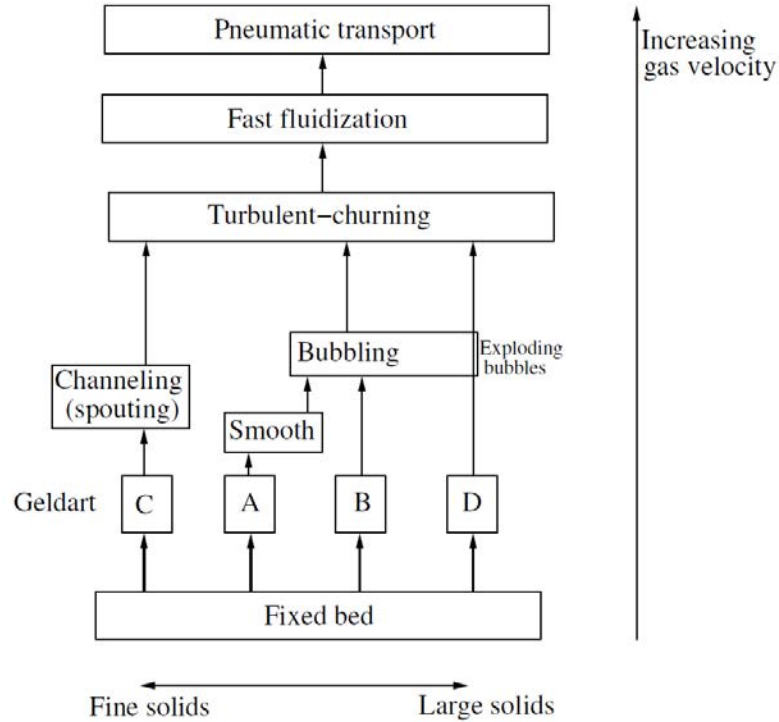 Pneumatic transport
Increasing
gas velocity
Fast fluidization
Turbulent−churning
Bubbling
Exploding
bubbles
Channeling
(spouting)
Smooth
Geldart
C
A
B
D
Fixed bed
Fine solids
Large solids